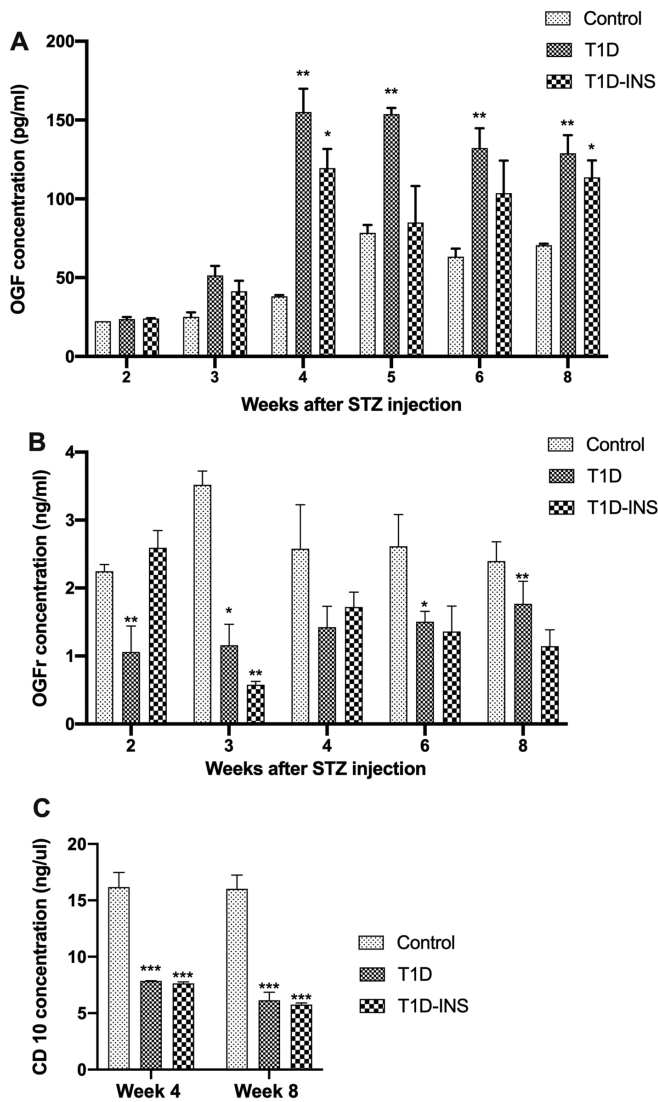 A
Control
T1D
T1D-INS
OGF concentration (pg/ml)
200
150
100
50
0
** * ** ** ** *
2 3 4 5 6 8
Weeks after STZ injection
B
Control
T1D
T1D-INS
OGFr concentration (ng/ml)
4
3
2
1
0
** * ** * **
2 3 4 6 8
Weeks after STZ injection
C
CD 10 concentration (ng/ul)
20
15
10
5
0
*** *** *** ***
Week 4 Week 8
Control
T1D
T1D-INS